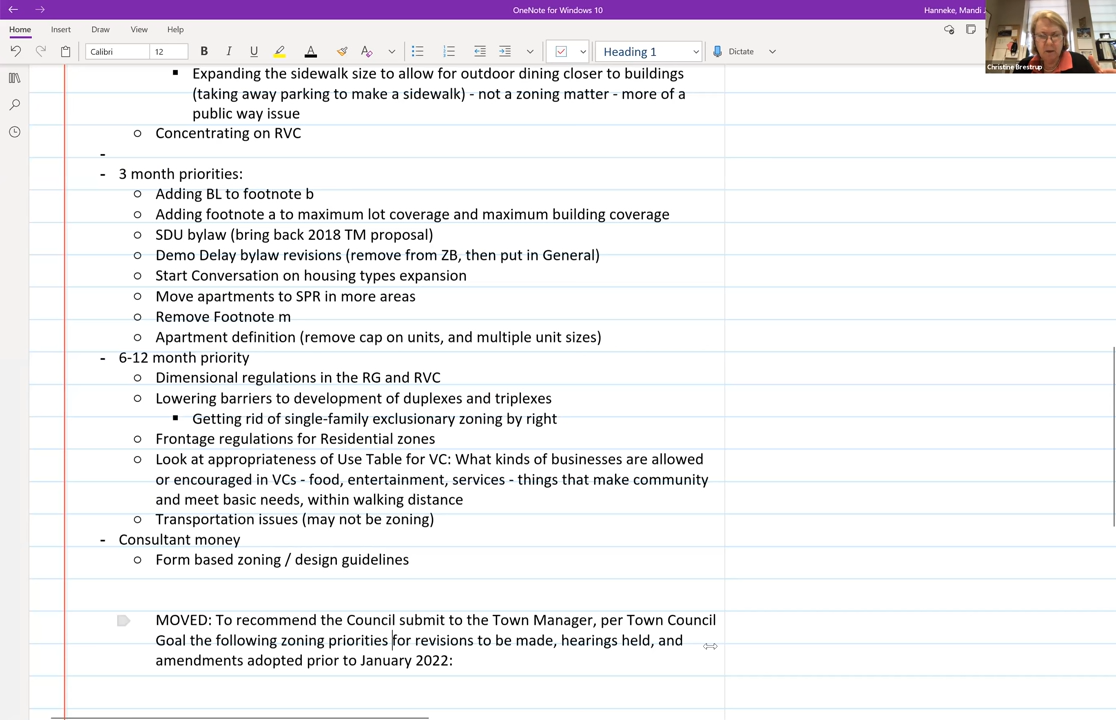 OneNote for Windows 10
Hanneke, Mandi
Home Insert Draw View Help
Calibri 12 B I U A Heading 1 Dictate
Christine Brestrup
▪ Expanding the sidewalk size to allow for outdoor dining closer to buildings
(taking away parking to make a sidewalk) - not a zoning matter - more of a
public way issue
○ Concentrating on RVC
-
- 3 month priorities:
○ Adding BL to footnote b
○ Adding footnote a to maximum lot coverage and maximum building coverage
○ SDU bylaw (bring back 2018 TM proposal)
○ Demo Delay bylaw revisions (remove from ZB, then put in General)
○ Start Conversation on housing types expansion
○ Move apartments to SPR in more areas
○ Remove Footnote m
○ Apartment definition (remove cap on units, and multiple unit sizes)
- 6-12 month priority
○ Dimensional regulations in the RG and RVC
○ Lowering barriers to development of duplexes and triplexes
▪ Getting rid of single-family exclusionary zoning by right
○ Frontage regulations for Residential zones
○ Look at appropriateness of Use Table for VC: What kinds of businesses are allowed
or encouraged in VCs - food, entertainment, services - things that make community
and meet basic needs, within walking distance
○ Transportation issues (may not be zoning)
- Consultant money
○ Form based zoning / design guidelines
MOVED: To recommend the Council submit to the Town Manager, per Town Council
Goal the following zoning priorities for revisions to be made, hearings held, and
amendments adopted prior to January 2022: